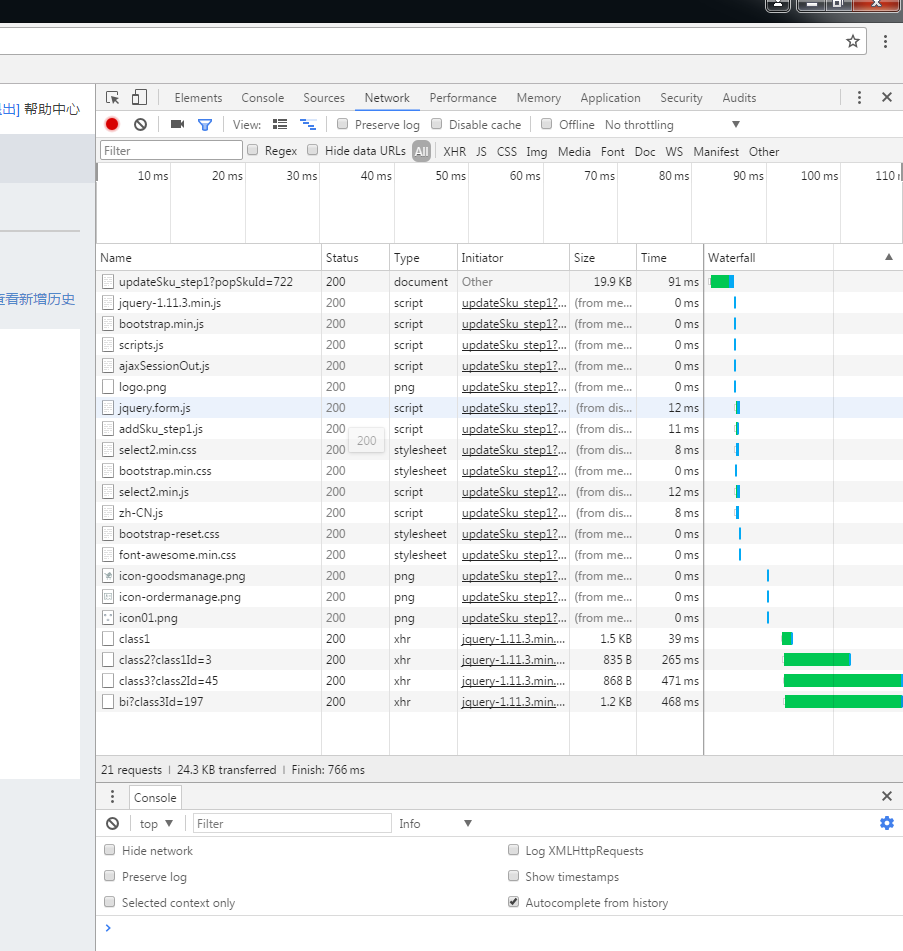 出] 帮助中心
查看新增历史
Elements Console Sources Network Performance Memory Application Security Audits
View: Preserve log Disable cache Offline No throttling
Filter Regex Hide data URLs All XHR JS CSS Img Media Font Doc WS Manifest Other
10 ms 20 ms 30 ms 40 ms 50 ms 60 ms 70 ms 80 ms 90 ms 100 ms 110
Name Status Type Initiator Size Time Waterfall
updateSku_step1?popSkuId=722 200 document Other 19.9 KB 91 ms
jquery-1.11.3.min.js 200 script updateSku_step1?... (from me... 0 ms
bootstrap.min.js 200 script updateSku_step1?... (from me... 0 ms
scripts.js 200 script updateSku_step1?... (from me... 0 ms
ajaxSessionOut.js 200 script updateSku_step1?... (from me... 0 ms
logo.png 200 png updateSku_step1?... (from me... 0 ms
jquery.form.js 200 script updateSku_step1?... (from dis... 12 ms
addSku_step1.js 200 script updateSku_step1?... (from dis... 11 ms
200
select2.min.css 200 stylesheet updateSku_step1?... (from dis... 8 ms
bootstrap.min.css 200 stylesheet updateSku_step1?... (from me... 0 ms
select2.min.js 200 script updateSku_step1?... (from dis... 12 ms
zh-CN.js 200 script updateSku_step1?... (from dis... 8 ms
bootstrap-reset.css 200 stylesheet updateSku_step1?... (from me... 0 ms
font-awesome.min.css 200 stylesheet updateSku_step1?... (from me... 0 ms
icon-goodsmanage.png 200 png updateSku_step1?... (from me... 0 ms
icon-ordermanage.png 200 png updateSku_step1?... (from me... 0 ms
icon01.png 200 png updateSku_step1?... (from me... 0 ms
class1 200 xhr jquery-1.11.3.min.... 1.5 KB 39 ms
class2?class1Id=3 200 xhr jquery-1.11.3.min.... 835 B 265 ms
class3?class2Id=45 200 xhr jquery-1.11.3.min.... 868 B 471 ms
bi?class3Id=197 200 xhr jquery-1.11.3.min.... 1.2 KB 468 ms
21 requests | 24.3 KB transferred | Finish: 766 ms
Console
top Filter Info
Hide network Log XMLHttpRequests
Preserve log Show timestamps
Selected context only Autocomplete from history